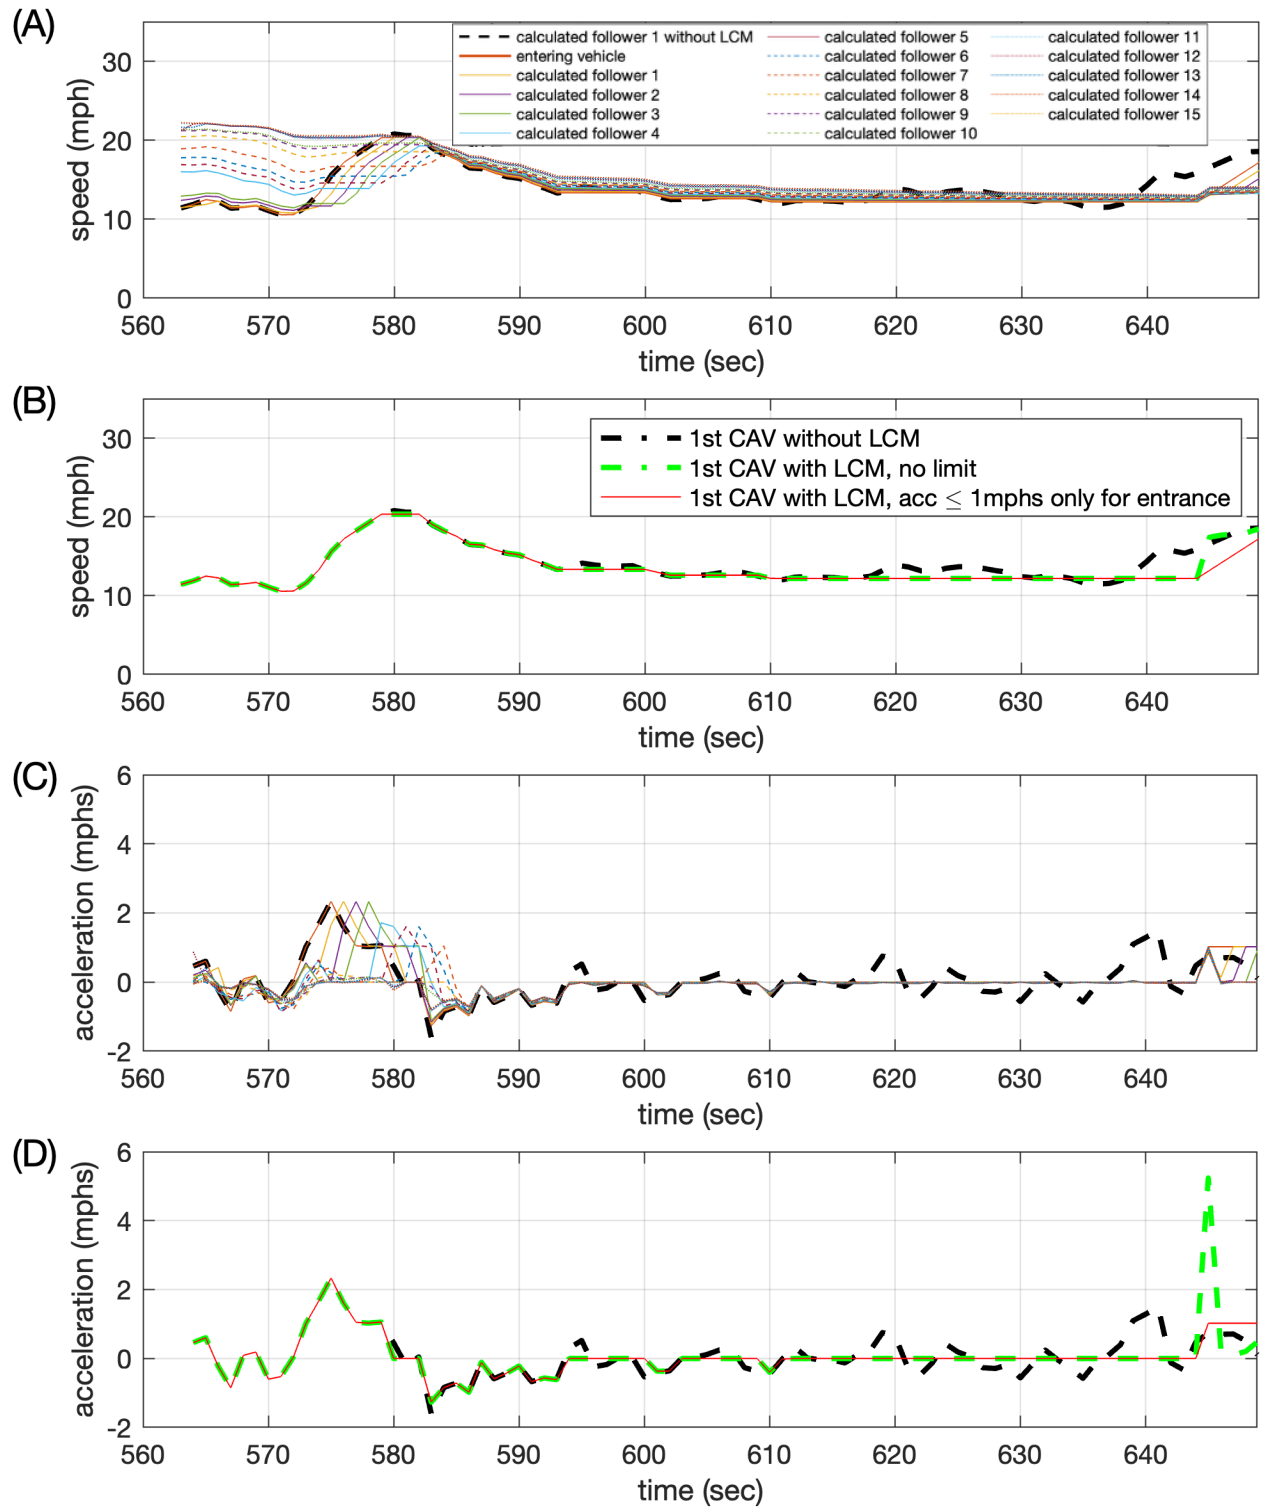 (A)
calculated follower 1 without LCM
entering vehicle
calculated follower 1
calculated follower 2
calculated follower 3
calculated follower 4
calculated follower 5
calculated follower 6
calculated follower 7
calculated follower 8
calculated follower 9
calculated follower 10
calculated follower 11
calculated follower 12
calculated follower 13
calculated follower 14
calculated follower 15
speed (mph)
30
20
10
0
560 570 580 590 600 610 620 630 640
time (sec)
(B)
1st CAV without LCM
1st CAV with LCM, no limit
1st CAV with LCM, acc ≤ 1mphs only for entrance
speed (mph)
30
20
10
0
560 570 580 590 600 610 620 630 640
time (sec)
(C)
acceleration (mphs)
6
4
2
0
-2
560 570 580 590 600 610 620 630 640
time (sec)
(D)
acceleration (mphs)
6
4
2
0
-2
560 570 580 590 600 610 620 630 640
time (sec)